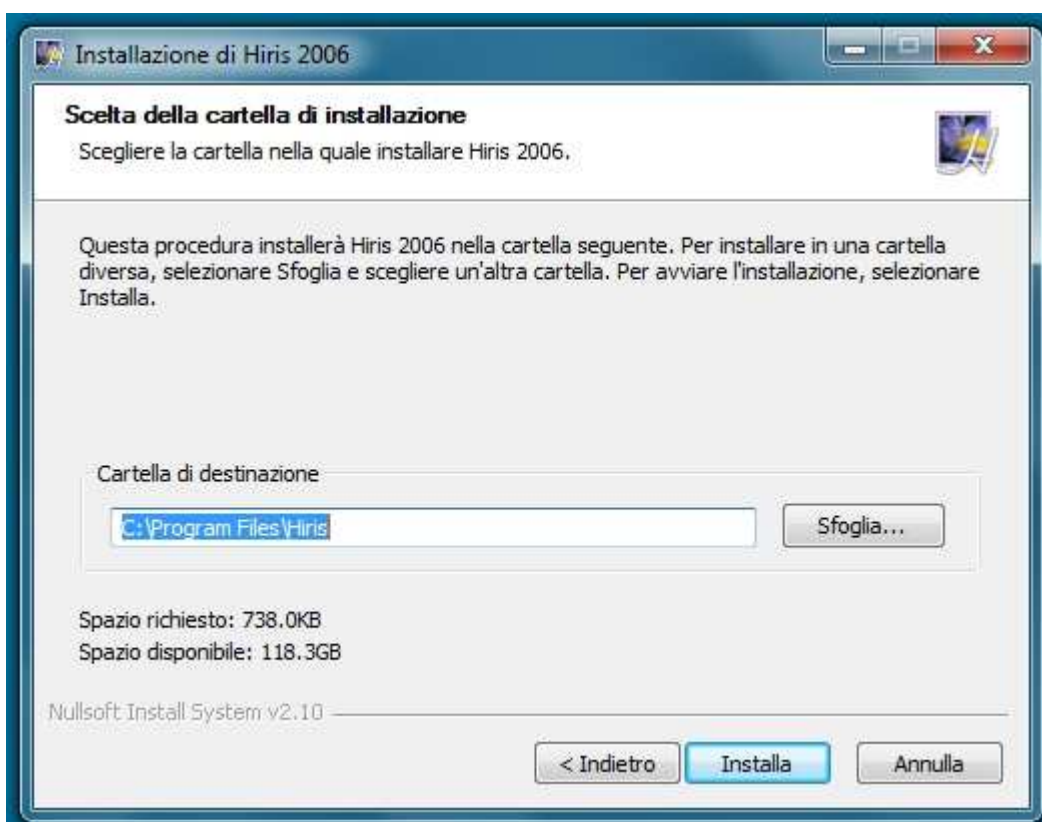 Installazione di Hiris 2006
Scelta della cartella di installazione
Scegliere la cartella nella quale installare Hiris 2006.
Questa procedura installerà Hiris 2006 nella cartella seguente. Per installare in una cartella
diversa, selezionare Sfoglia e scegliere un'altra cartella. Per avviare l'installazione, selezionare
Installa.
Cartella di destinazione
C:\Program Files\Hiris
Sfoglia...
Spazio richiesto: 738.0KB
Spazio disponibile: 118.3GB
Nullsoft Install System v2.10
< Indietro
Installa
Annulla